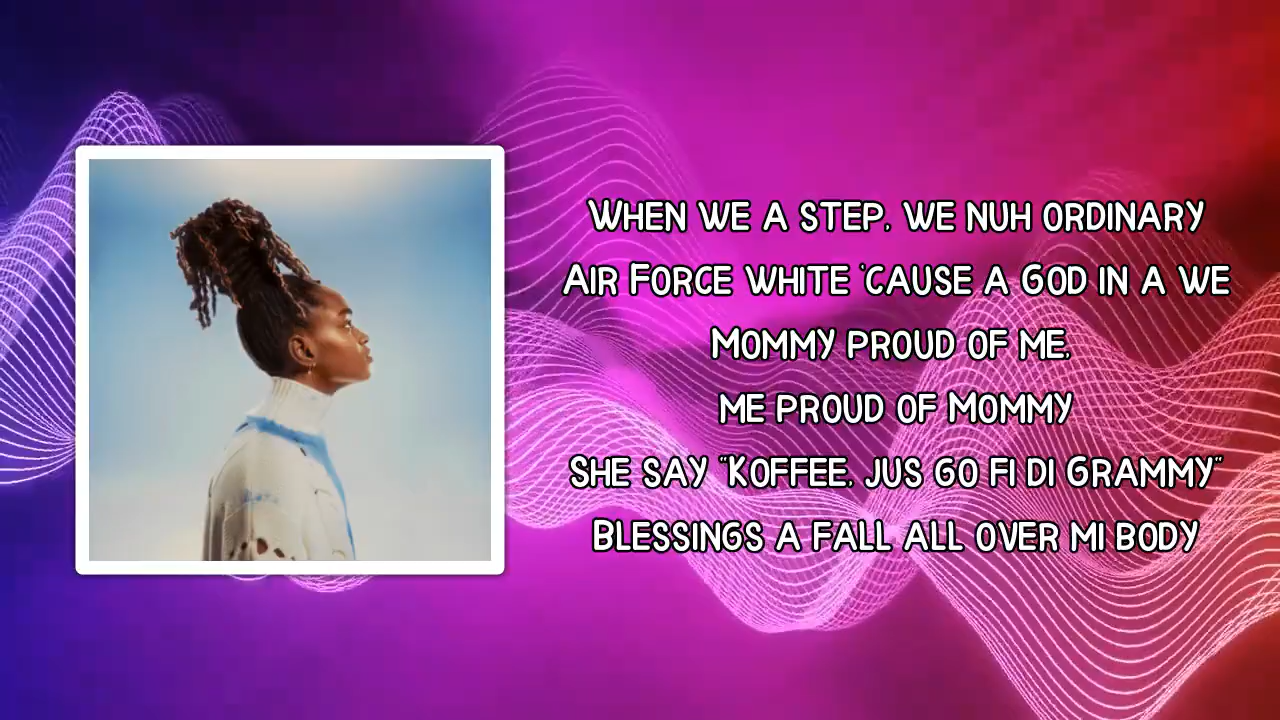 When we a step, we nuh ordinary
Air Force white 'cause a God in a we
Mommy proud of me,
me proud of Mommy
She say "Koffee, jus go fi di Grammy"
Blessings a fall all over mi body